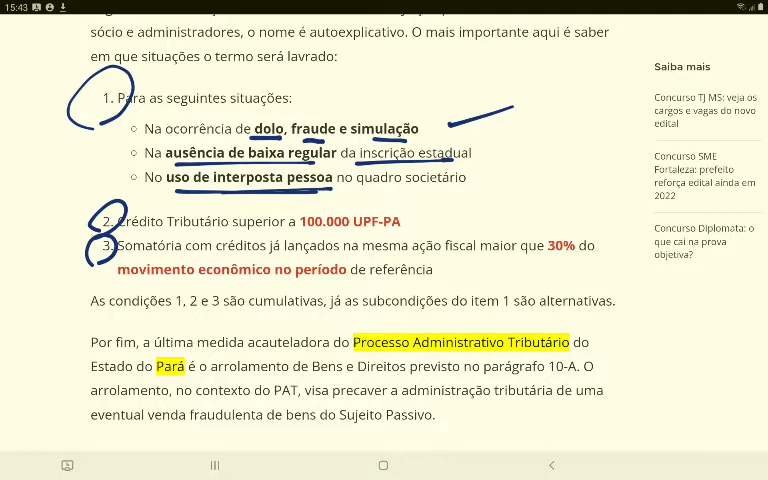 15:43
sócio e administradores, o nome é autoexplicativo. O mais importante aqui é saber
em que situações o termo será lavrado:
1. Para as seguintes situações:
Na ocorrência de dolo, fraude e simulação
Na ausência de baixa regular da inscrição estadual
No uso de interposta pessoa no quadro societário
2. Crédito Tributário superior a 100.000 UPF-PA
3. Somatória com créditos já lançados na mesma ação fiscal maior que 30% do
movimento econômico no período de referência
As condições 1, 2 e 3 são cumulativas, já as subcondições do item 1 são alternativas.
Por fim, a última medida acauteladora do Processo Administrativo Tributário do
Estado do Pará é o arrolamento de Bens e Direitos previsto no parágrafo 10-A. O
arrolamento, no contexto do PAT, visa precaver a administração tributária de uma
eventual venda fraudulenta de bens do Sujeito Passivo.
Saiba mais
Concurso TJ MS: veja os
cargos e vagas do novo
edital
Concurso SME
Fortaleza: prefeito
reforça edital ainda em
2022
Concurso Diplomata: o
que cai na prova
objetiva?